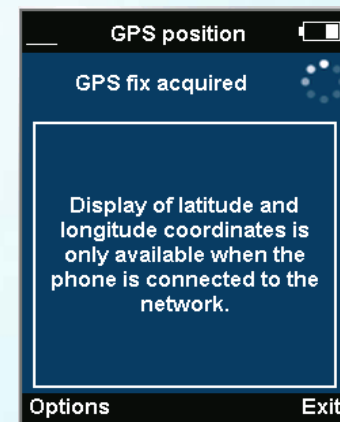 GPS position
GPS fix acquired
Display of latitude and
longitude coordinates is
only available when the
phone is connected to the
network.
Options Exit